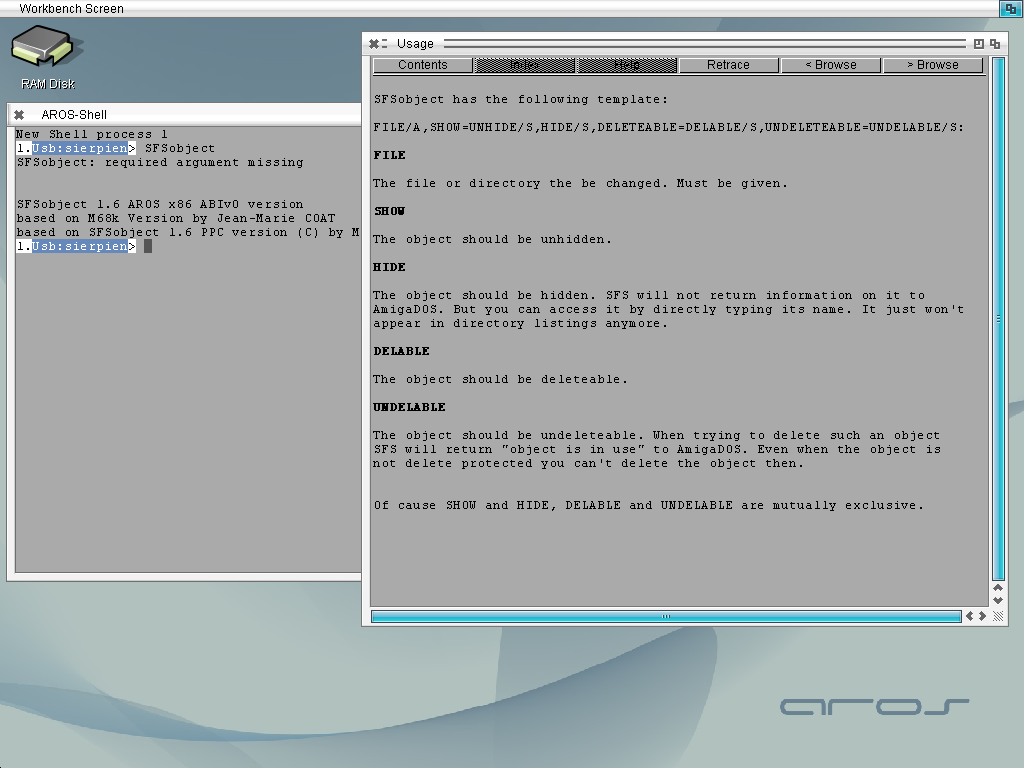 Workbench Screen
RAM Disk
AROS-Shell
New Shell process 1
1.Usb:sierpien> SFSobject
SFSobject: required argument missing
SFSobject 1.6 AROS x86 ABIv0 version
based on M68k Version by Jean-Marie COAT
based on SFSobject 1.6 PPC version (C) by M
1.Usb:sierpien>
Usage
Contents Index Help Retrace < Browse > Browse
SFSobject has the following template:
FILE/A,SHOW=UNHIDE/S,HIDE/S,DELETEABLE=DELABLE/S,UNDELETEABLE=UNDELABLE/S:
FILE
The file or directory the be changed. Must be given.
SHOW
The object should be unhidden.
HIDE
The object should be hidden. SFS will not return information on it to
AmigaDOS. But you can access it by directly typing its name. It just won't
appear in directory listings anymore.
DELABLE
The object should be deleteable.
UNDELABLE
The object should be undeleteable. When trying to delete such an object
SFS will return "object is in use" to AmigaDOS. Even when the object is
not delete protected you can't delete the object then.
Of cause SHOW and HIDE, DELABLE and UNDELABLE are mutually exclusive.
aros